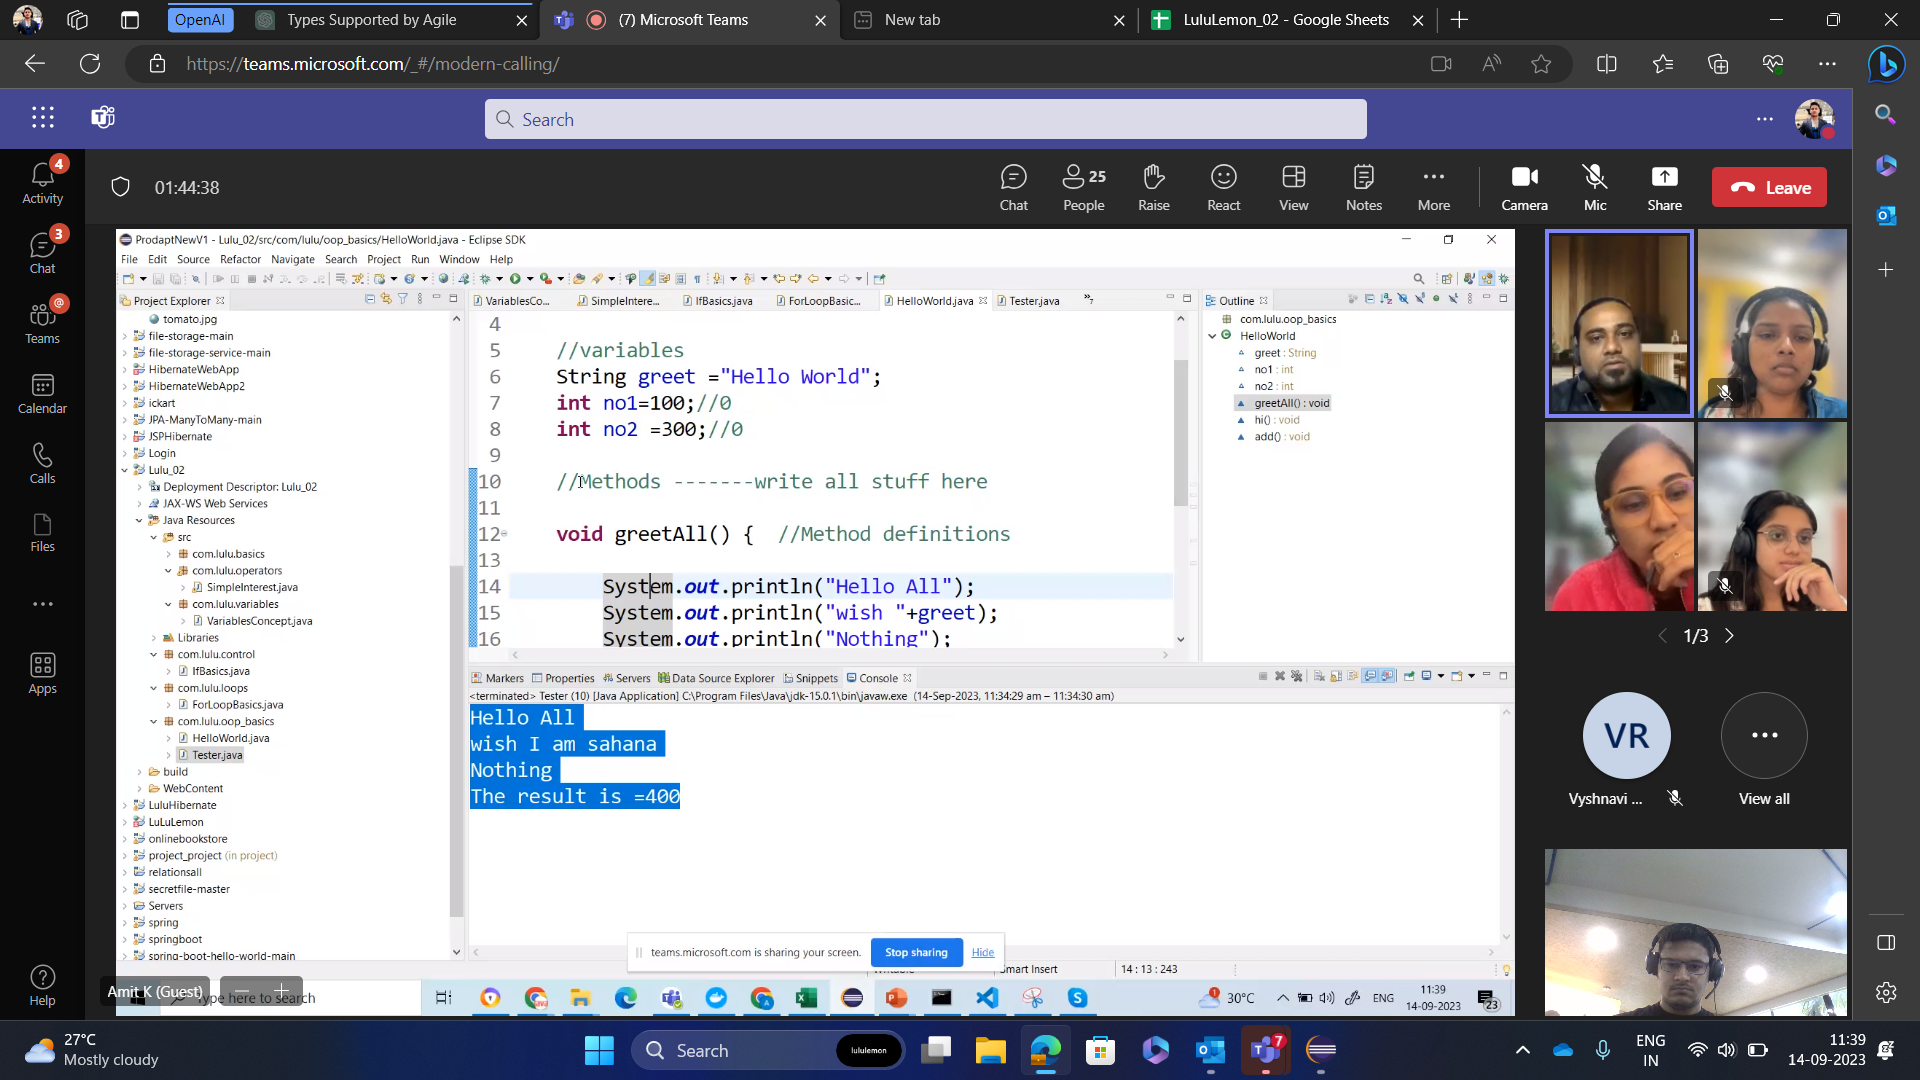 OpenAI
Types Supported by Agile
(7) Microsoft Teams
New tab
LuluLemon_02 - Google Sheets
https://teams.microsoft.com/_#/modern-calling/
Search
4
Activity
3
Chat
@
Teams
Calendar
Calls
Files
Apps
Help
01:44:38
Chat
25
People
Raise
React
View
Notes
More
Camera
Mic
Share
Leave
ProdaptNewV1 - Lulu_02/src/com/lulu/oop_basics/HelloWorld.java - Eclipse SDK
File Edit Source Refactor Navigate Search Project Run Window Help
Project Explorer
tomato.jpg
file-storage-main
file-storage-service-main
HibernateWebApp
HibernateWebApp2
ickart
JPA-ManyToMany-main
JSPHibernate
Login
Lulu_02
Deployment Descriptor: Lulu_02
JAX-WS Web Services
Java Resources
src
com.lulu.basics
com.lulu.operators
SimpleInterest.java
com.lulu.variables
VariablesConcept.java
Libraries
com.lulu.control
IfBasics.java
com.lulu.loops
ForLoopBasics.java
com.lulu.oop_basics
HelloWorld.java
Tester.java
build
WebContent
LuluHibernate
LuLuLemon
onlinebookstore
project_project (in project)
relationsall
secretfile-master
Servers
spring
springboot
spring-boot-hello-world-main
VariablesCo...
SimpleIntere...
IfBasics.java
ForLoopBasic...
HelloWorld.java
Tester.java
»7
4
5 //variables
6 String greet ="Hello World";
7 int no1=100;//0
8 int no2 =300;//0
9
10 //Methods -------write all stuff here
11
12 void greetAll() { //Method definitions
13
14 System.out.println("Hello All");
15 System.out.println("wish "+greet);
16 System.out.println("Nothing");
Outline
com.lulu.oop_basics
HelloWorld
greet : String
no1 : int
no2 : int
greetAll() : void
hi() : void
add() : void
Markers Properties Servers Data Source Explorer Snippets Console
<terminated> Tester (10) [Java Application] C:\Program Files\Java\jdk-15.0.1\bin\javaw.exe (14-Sep-2023, 11:34:29 am – 11:34:30 am)
Hello All
wish I am sahana
Nothing
The result is =400
teams.microsoft.com is sharing your screen.
Stop sharing
Hide
Smart Insert
14 : 13 : 243
Amit K (Guest)
Type here to search
30°C
ENG
11:39
14-09-2023
23
1/3
VR
Vyshnavi ...
View all
27°C
Mostly cloudy
Search
lululemon
7
ENG
IN
11:39
14-09-2023